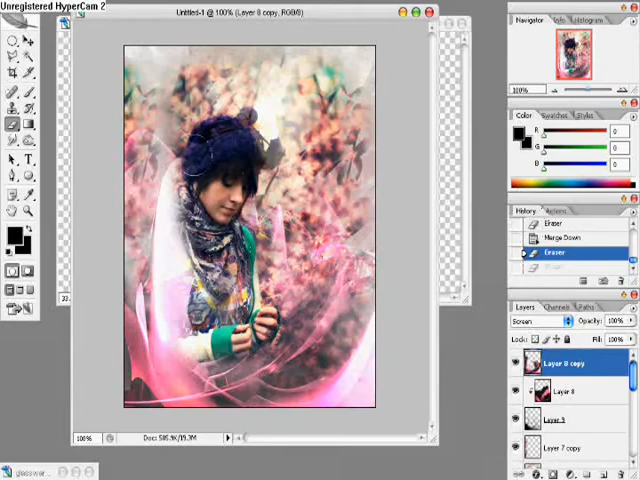 Unregistered HyperCam 2
Untitled-1 @ 100% (Layer 8 copy, RGB/8)
Navigator Info Histogram
100%
Color Swatches Styles
R 0
G 0
B 0
History Actions
Eraser
Merge Down
Eraser
Layers Channels Paths
Screen Opacity: 100%
Lock: Fill: 100%
Layer 8 copy
Layer 8
Layer 9
Layer 7 copy
100% Doc: 585.9K/19.3M